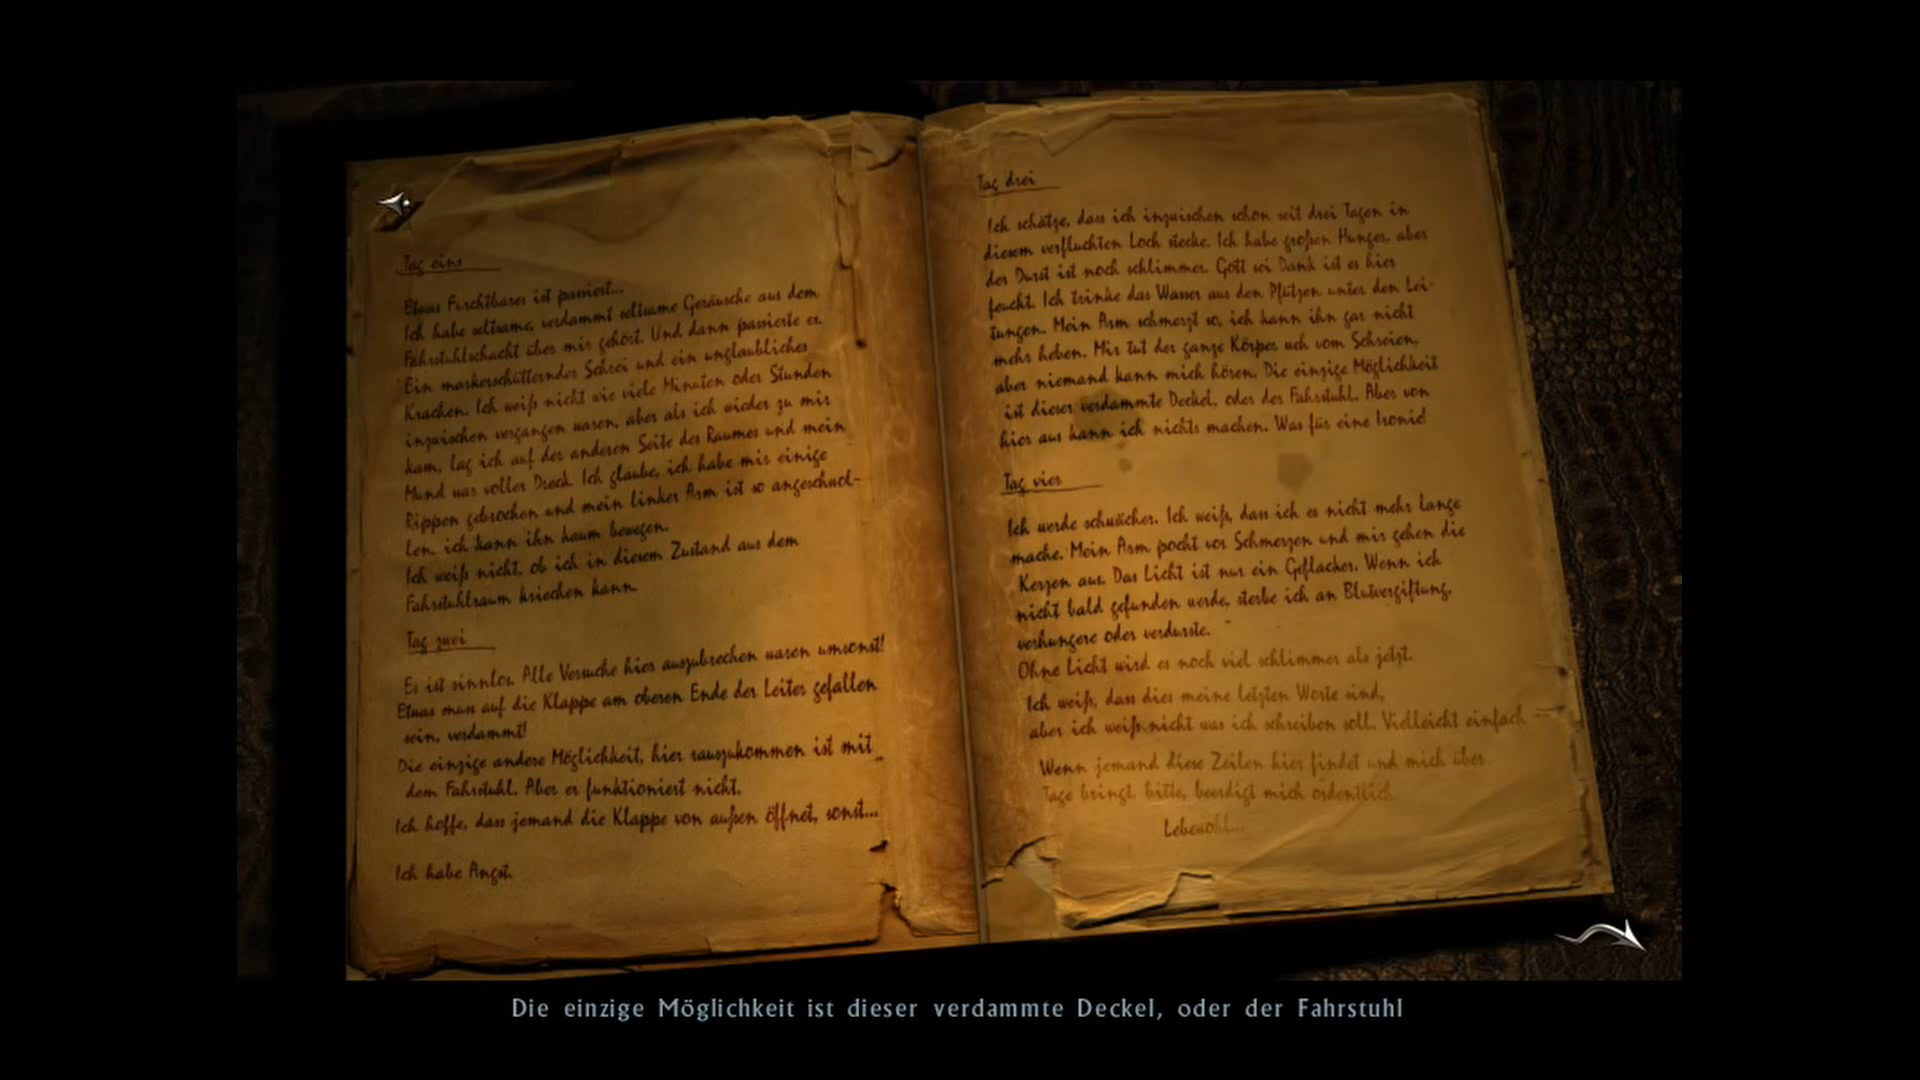 Tag eins
Etwas Furchtbares ist passiert...
Ich habe seltsame, verdammt seltsame Geräusche aus dem
Fahrstuhlschacht über mir gehört. Und dann passierte es.
Ein markerschütternder Schrei und ein unglaubliches
Krachen. Ich weiß nicht wie viele Minuten oder Stunden
inzwischen vergangen waren, aber als ich wieder zu mir
kam, lag ich auf der anderen Seite des Raumes und mein
Mund war voller Dreck. Ich glaube, ich habe mir einige
Rippen gebrochen und mein linker Arm ist so angeschwol-
len, ich kann ihn kaum bewegen.
Ich weiß nicht, ob ich in diesem Zustand aus dem
Fahrstuhlraum kriechen kann.
Tag zwei
Es ist sinnlos. Alle Versuche hier auszubrechen waren umsonst!
Etwas muss auf die Klappe am oberen Ende der Leiter gefallen
sein, verdammt!
Die einzige andere Möglichkeit, hier rauszukommen ist mit
dem Fahrstuhl. Aber er funktioniert nicht.
Ich hoffe, dass jemand die Klappe von außen öffnet, sonst...
Ich habe Angst.
Tag drei
Ich schätze, dass ich inzwischen schon seit drei Tagen in
diesem verfluchten Loch stecke. Ich habe großen Hunger, aber
der Durst ist noch schlimmer. Gott sei Dank ist es hier
feucht. Ich trinke das Wasser aus den Pfützen unter den Lei-
tungen. Mein Arm schmerzt so, ich kann ihn gar nicht
mehr heben. Mir tut der ganze Körper weh vom Schreien,
aber niemand kann mich hören. Die einzige Möglichkeit
ist dieser verdammte Deckel, oder der Fahrstuhl. Aber von
hier aus kann ich nichts machen. Was für eine Ironie!
Tag vier
Ich werde schwächer. Ich weiß, dass ich es nicht mehr lange
mache. Mein Arm pocht vor Schmerzen und mir gehen die
Kerzen aus. Das Licht ist nur ein Geflacker. Wenn ich
nicht bald gefunden werde, sterbe ich an Blutvergiftung,
verhungere oder verdurste.
Ohne Licht wird es noch viel schlimmer als jetzt.
Ich weiß, dass dies meine letzten Worte sind,
aber ich weiß nicht was ich schreiben soll. Vielleicht einfach —
Wenn jemand diese Zeilen hier findet und mich über
Tage bringt, bitte, beerdigt mich ordentlich.
Lebewohl...
Die einzige Möglichkeit ist dieser verdammte Deckel, oder der Fahrstuhl